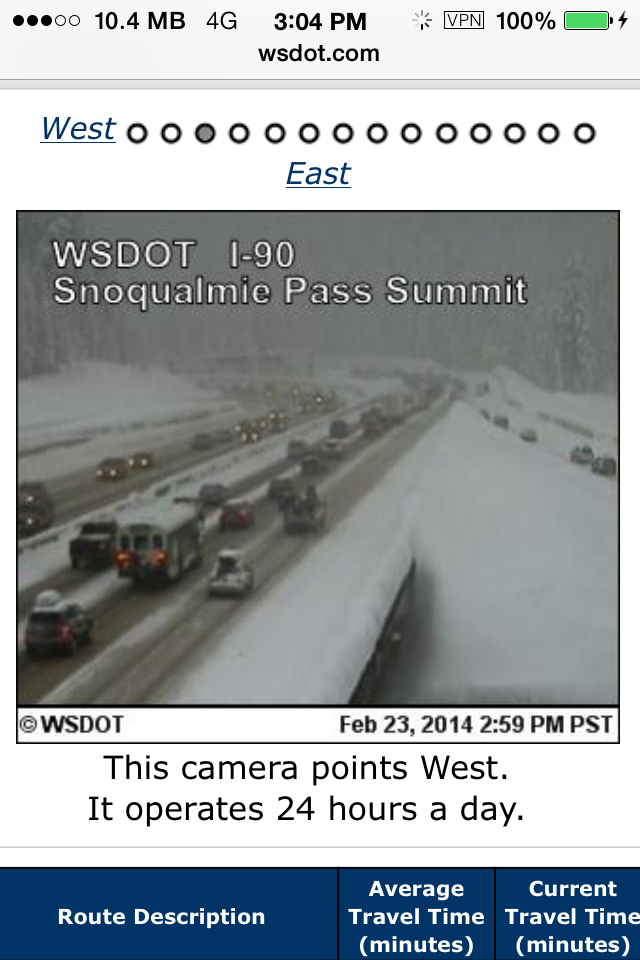 10.4 MB 4G 3:04 PM VPN 100%
wsdot.com
West
East
WSDOT I-90
Snoqualmie Pass Summit
© WSDOT Feb 23, 2014 2:59 PM PST
This camera points West.
It operates 24 hours a day.
Route Description
Average
Travel Time
(minutes)
Current
Travel Time
(minutes)